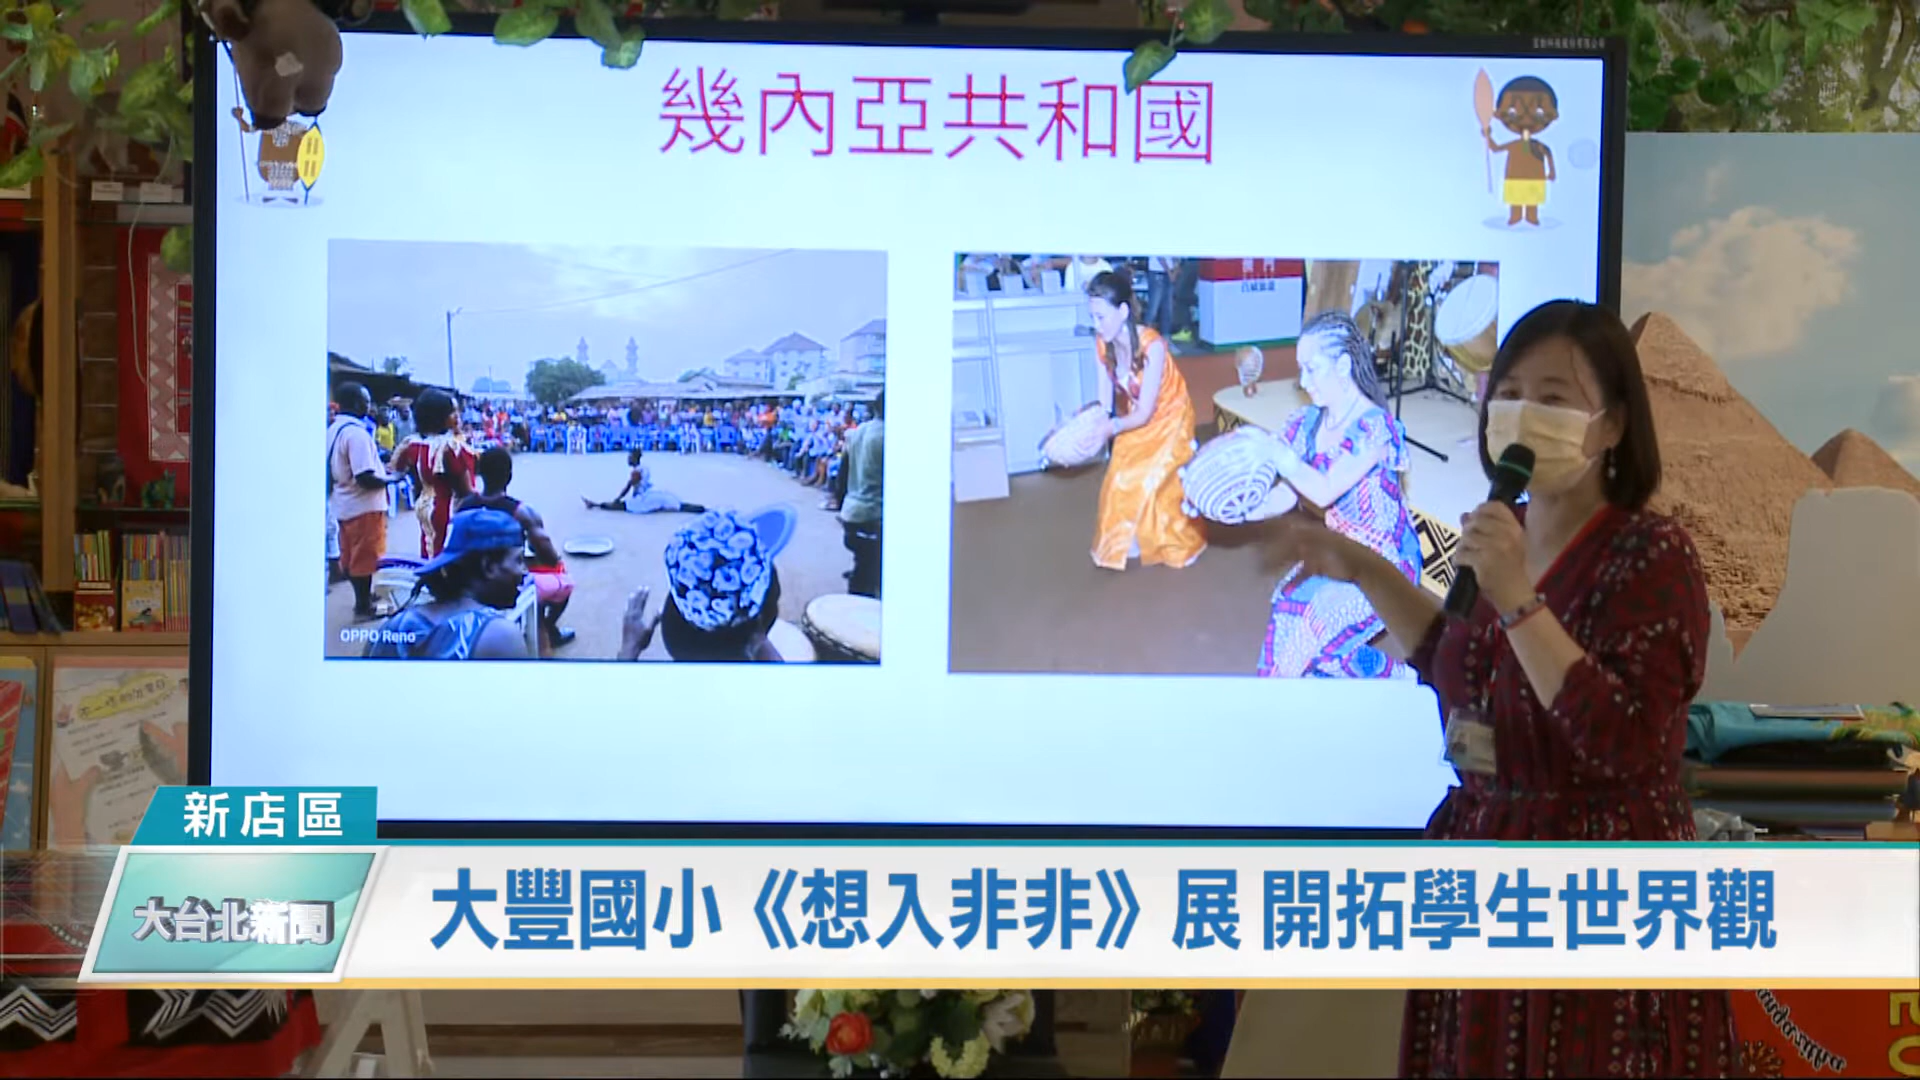 幾內亞共和國
OPPO Reno
新店區
大台北新聞
大豐國小《想入非非》展 開拓學生世界觀